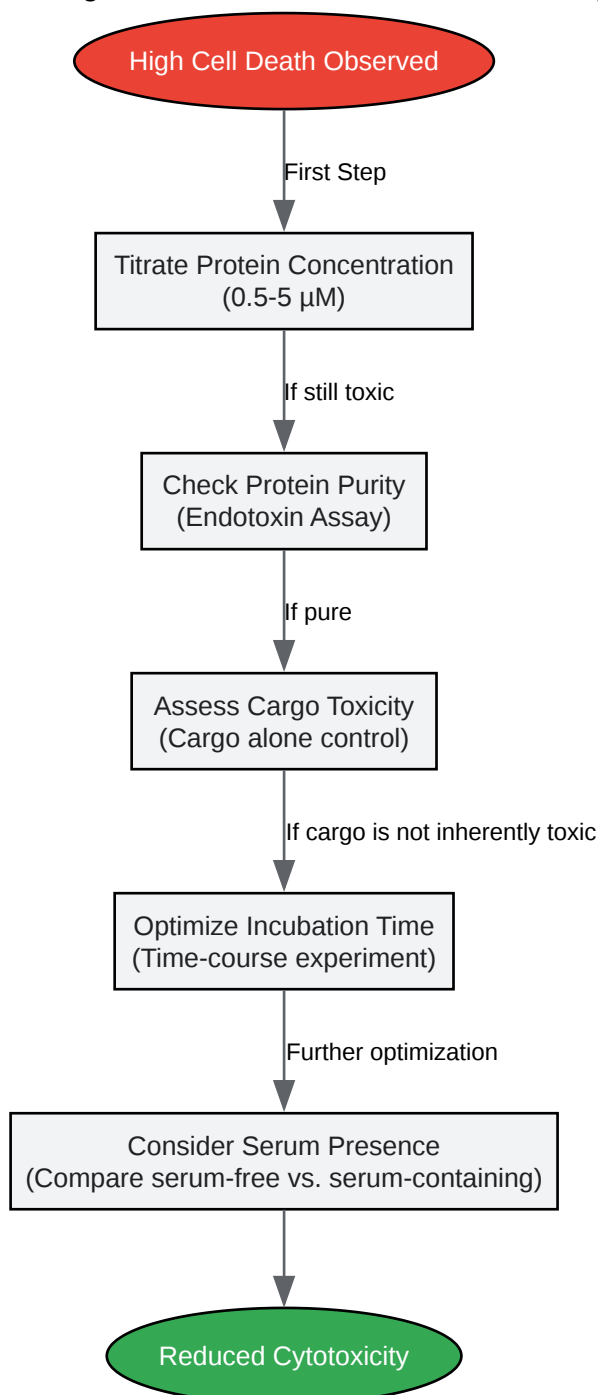 High Cell Death Observed
First Step
Titrate Protein Concentration
(0.5-5 µM)
If still toxic
Check Protein Purity
(Endotoxin Assay)
If pure
Assess Cargo Toxicity
(Cargo alone control)
If cargo is not inherently toxic
Optimize Incubation Time
(Time-course experiment)
Further optimization
Consider Serum Presence
(Compare serum-free vs. serum-containing)
Reduced Cytotoxicity